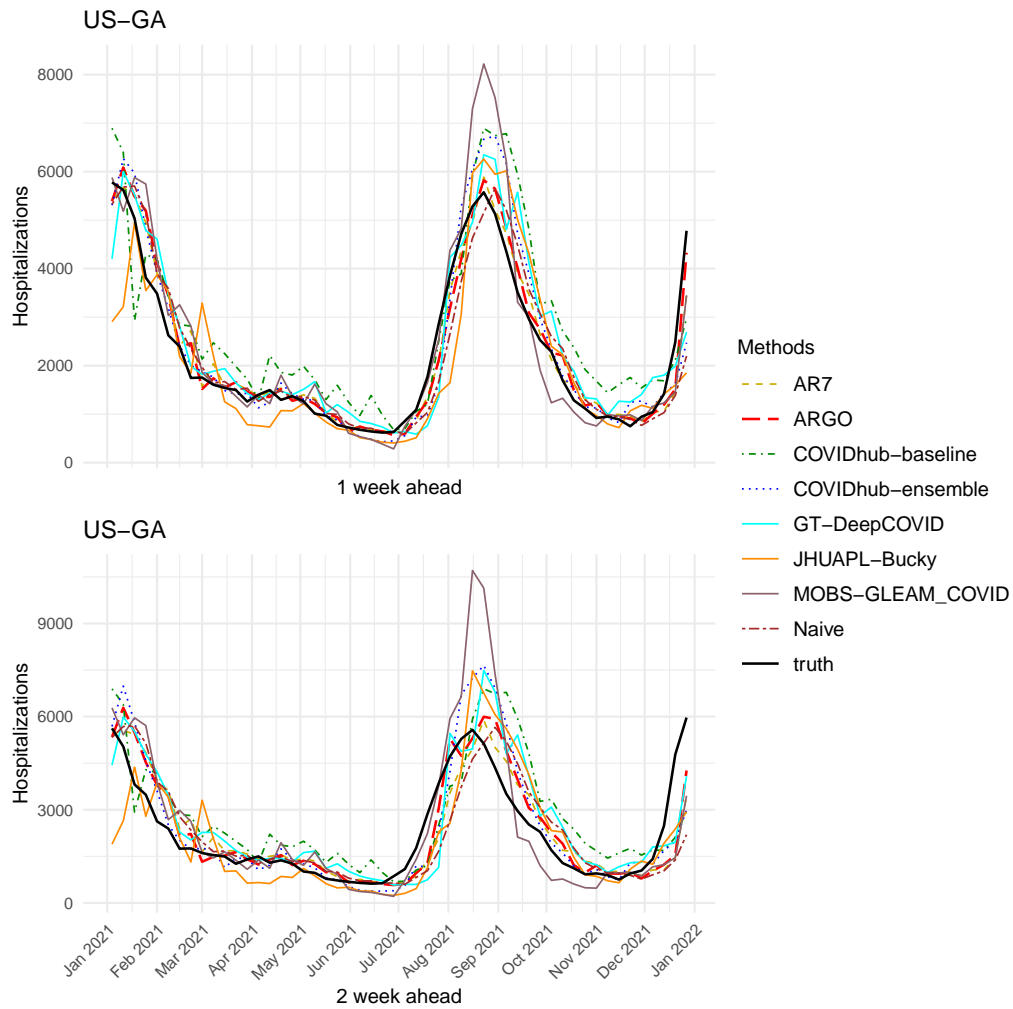 US−GA
8000
6000
4000
2000
0
Hospitalizations
1 week ahead
US−GA
9000
6000
3000
0
Hospitalizations
Jan 2021
Feb 2021
Mar 2021
Apr 2021
May 2021
Jun 2021
Jul 2021
Aug 2021
Sep 2021
Oct 2021
Nov 2021
Dec 2021
Jan 2022
2 week ahead
Methods
AR7
ARGO
COVIDhub−baseline
COVIDhub−ensemble
GT−DeepCOVID
JHUAPL−Bucky
MOBS−GLEAM_COVID
Naive
truth